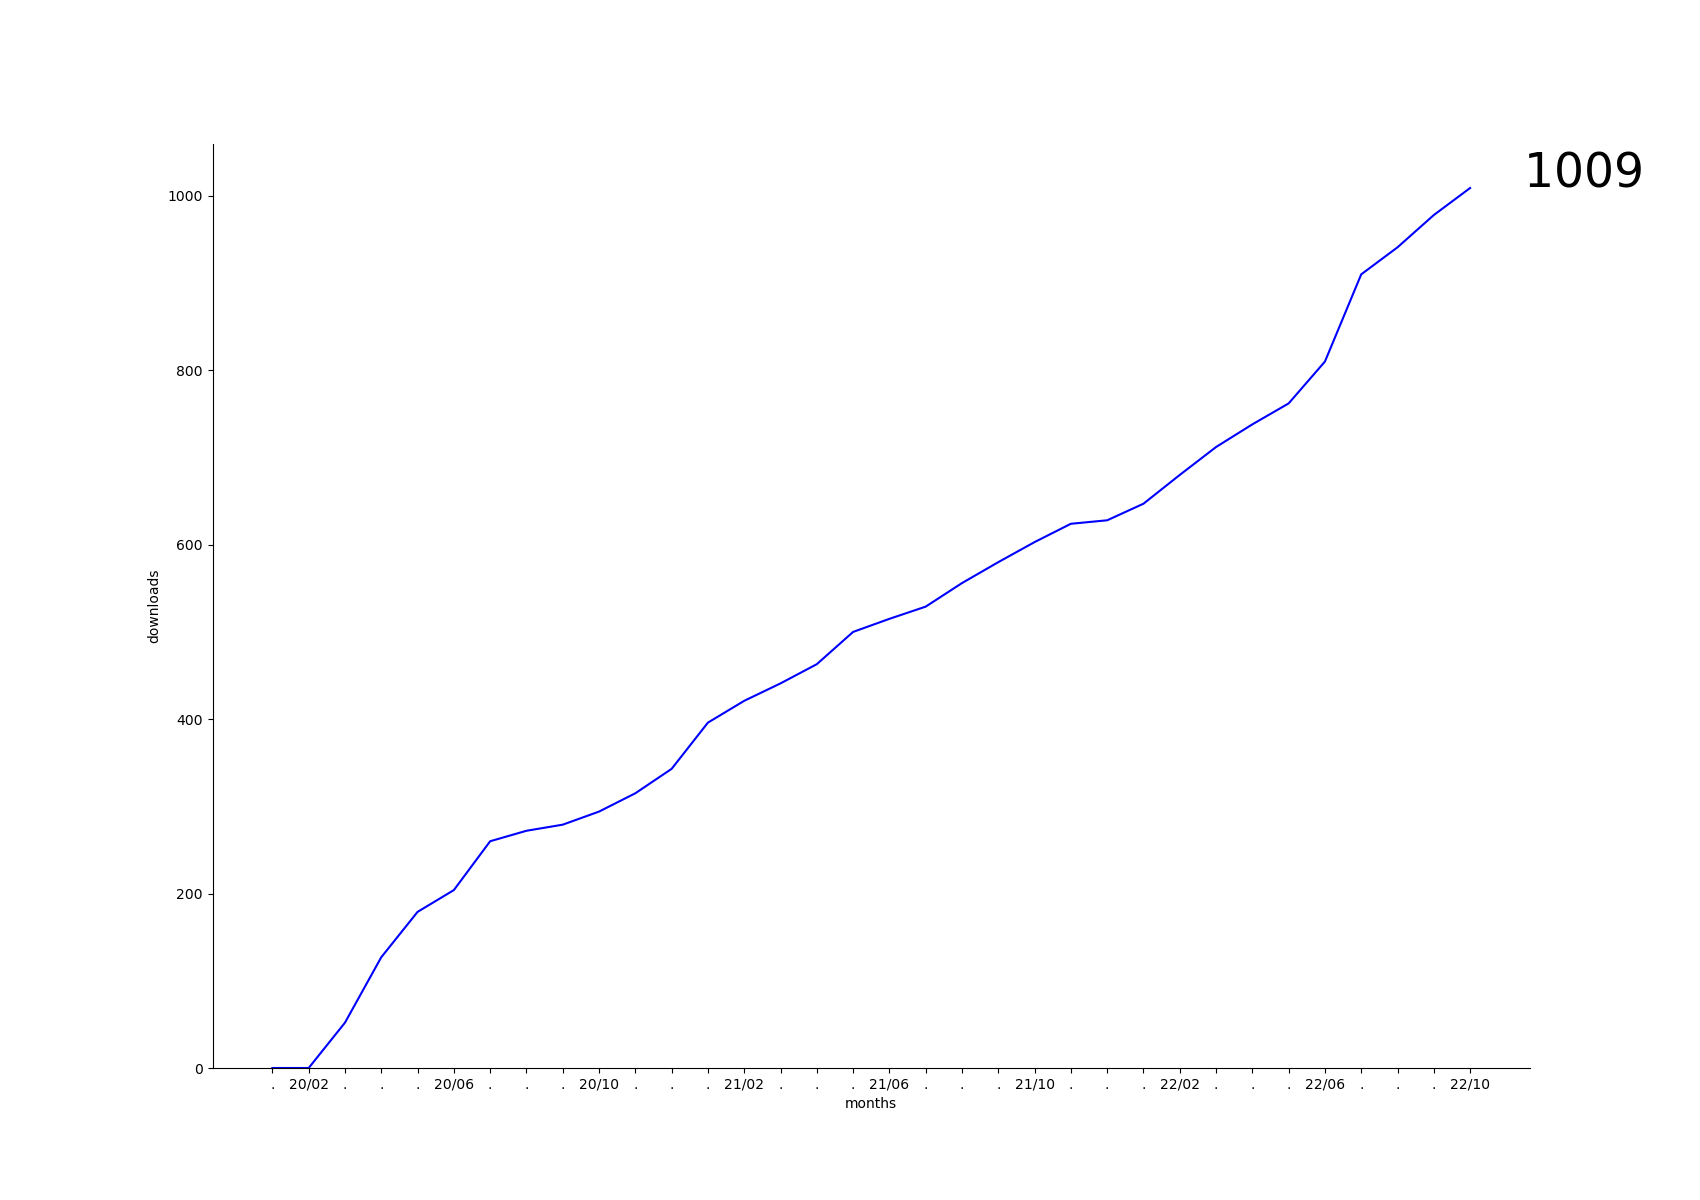 1009
1000
800
600
400
200
0
downloads
. 20/02 . . . 20/06 . . . 20/10 . . . 21/02 . . . 21/06 . . . 21/10 . . . 22/02 . . . 22/06 . . . 22/10
months